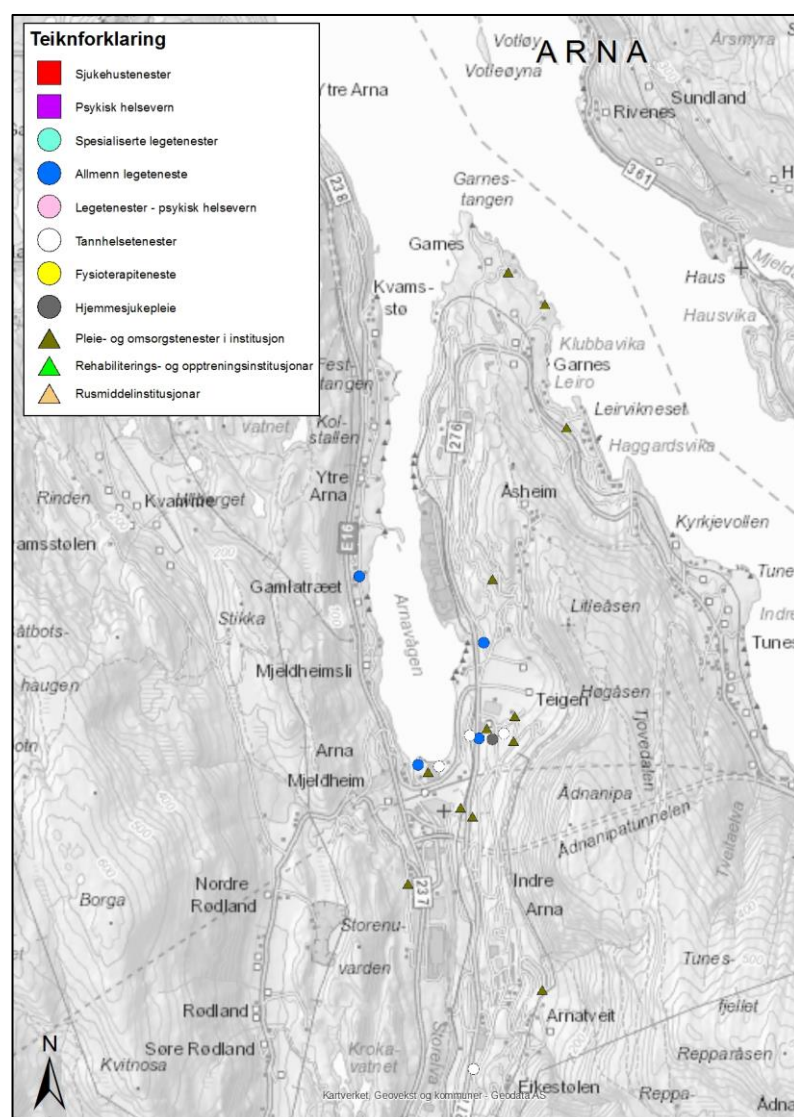 Teiknforklaring
Sjukehustenester
Psykisk helsevern
Spesialiserte legetenester
Allmenn legeteneste
Legetenester - psykisk helsevern
Tannhelsetenester
Fysioterapiteneste
Hjemmesjukepleie
Pleie- og omsorgstenester i institusjon
Rehabiliterings- og opptreningsinstitusjonar
Rusmiddelinstitusjonar
Votløy
Votleøyna
ARNA
Årsmyra
Sundland
Rivenes
Ytre Arna
238
361
Garnes-
tangen
Garnes
Kvams-
stø
Haus
Hausvika
Klubbavika
Garnes
Leiro
Fest-
tangen
Leirvikneset
Haggardsvika
vatnet
Kol-
stallen
276
Ytre
Arna
Rinden
Kvamme
Åsheim
Kyrkjevollen
amsstølen
200
E16
Gamlatræet
Arnavågen
Litleåsen
Stikka
Mjeldheimsli
haugen
Teigen
Høgåsen
Tjovedalen
Arna
Mjeldheim
Ådnanipa
Ådnanipatunnelen
Tveitaelva
Borga
Nordre
Rødland
237
Indre
Arna
Storenu-
varden
Tunes-
fjellet
Rødland
Storelva
Arnatveit
Søre Rødland
Kroka-
vatnet
Repparåsen
Kvitnosa
Eikestølen
Reppa-
N
Kartverket, Geovekst og kommuner - Geodata AS